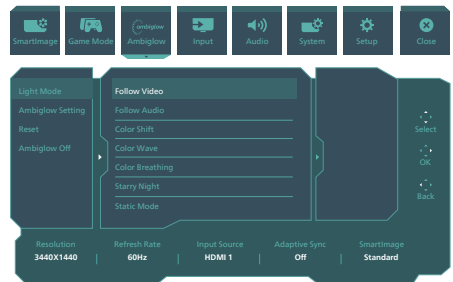 ambiglow
SmartImage Game Mode Ambiglow Input Audio System Setup Close
Light Mode
Ambiglow Setting
Reset
Ambiglow Off
Follow Video
Follow Audio
Color Shift
Color Wave
Color Breathing
Starry Night
Static Mode
Select
OK
Back
Resolution Refresh Rate Input Source Adaptive Sync SmartImage
3440X1440 | 60Hz | HDMI 1 | Off | Standard